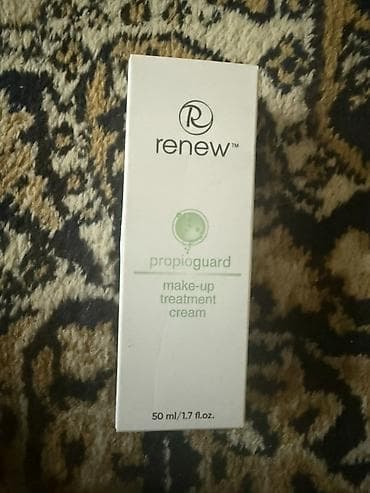 R
renew™
propioguard
make-up
treatment
cream
50 ml/1.7 fl.oz.